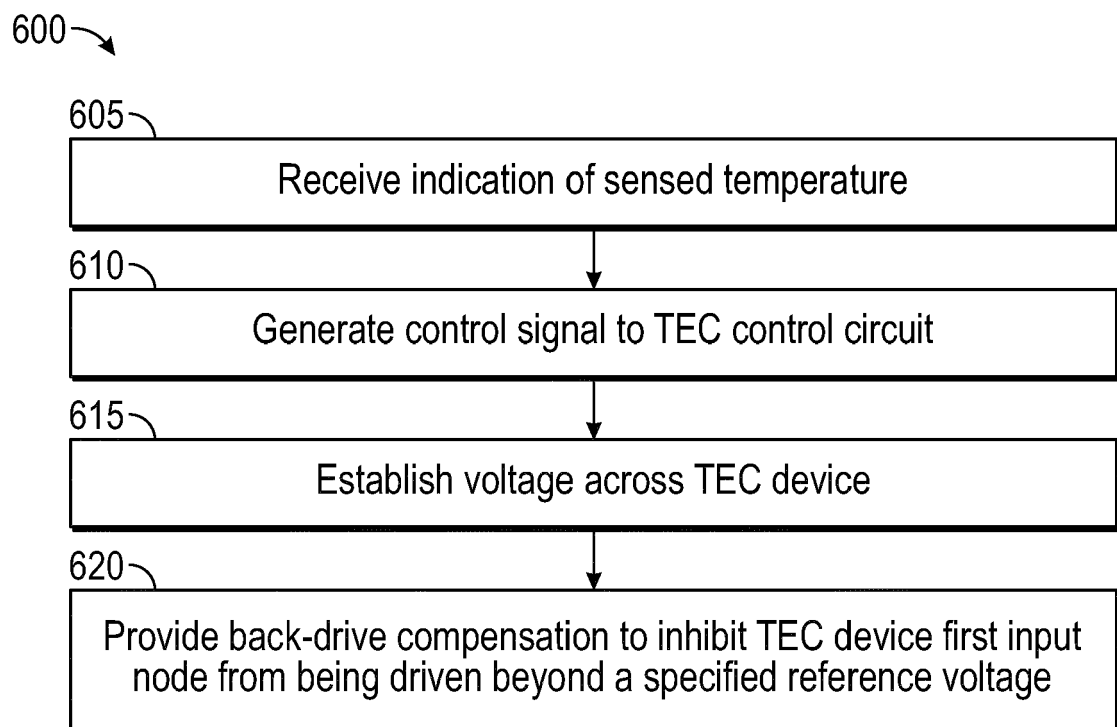 600
605
Receive indication of sensed temperature
610
Generate control signal to TEC control circuit
615
Establish voltage across TEC device
620
Provide back-drive compensation to inhibit TEC device first input
node from being driven beyond a specified reference voltage